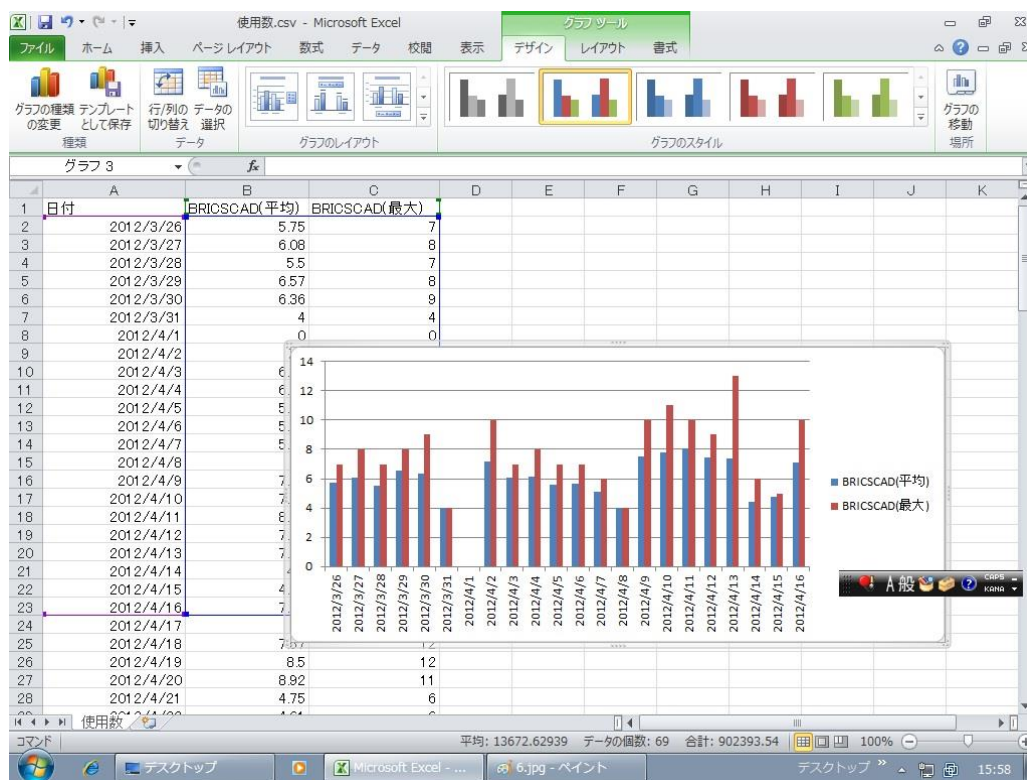 使用数.csv - Microsoft Excel
グラフ ツール
ファイル ホーム 挿入 ページ レイアウト 数式 データ 校閲 表示 デザイン レイアウト 書式
グラフの種類 の変更
テンプレート として保存
行/列の 切り替え
データの 選択
グラフの 移動
種類 データ グラフのレイアウト グラフのスタイル 場所
グラフ 3 fx
A B C D E F G H I J K
1 日付 BRICSCAD(平均) BRICSCAD(最大)
2 2012/3/26 5.75 7
3 2012/3/27 6.08 8
4 2012/3/28 5.5 7
5 2012/3/29 6.57 8
6 2012/3/30 6.36 9
7 2012/3/31 4 4
8 2012/4/1 0 0
9 2012/4/2
10 2012/4/3 6
11 2012/4/4 6
12 2012/4/5 5
13 2012/4/6 5
14 2012/4/7 5
15 2012/4/8
16 2012/4/9 7
17 2012/4/10 7
18 2012/4/11 8
19 2012/4/12 7
20 2012/4/13 7
21 2012/4/14
22 2012/4/15 4
23 2012/4/16 7
24 2012/4/17
25 2012/4/18
26 2012/4/19 8.5 12
27 2012/4/20 8.92 11
28 2012/4/21 4.75 6
14
12
10
8
6
4
2
0
2012/3/26 2012/3/27 2012/3/28 2012/3/29 2012/3/30 2012/3/31 2012/4/1 2012/4/2 2012/4/3 2012/4/4 2012/4/5 2012/4/6 2012/4/7 2012/4/8 2012/4/9 2012/4/10 2012/4/11 2012/4/12 2012/4/13 2012/4/14 2012/4/15 2012/4/16
BRICSCAD(平均)
BRICSCAD(最大)
A 般 CAPS KANA
使用数
コマンド 平均: 13672.62939 データの個数: 69 合計: 902393.54 100%
デスクトップ Microsoft Excel - ... 6.jpg - ペイント デスクトップ 15:58